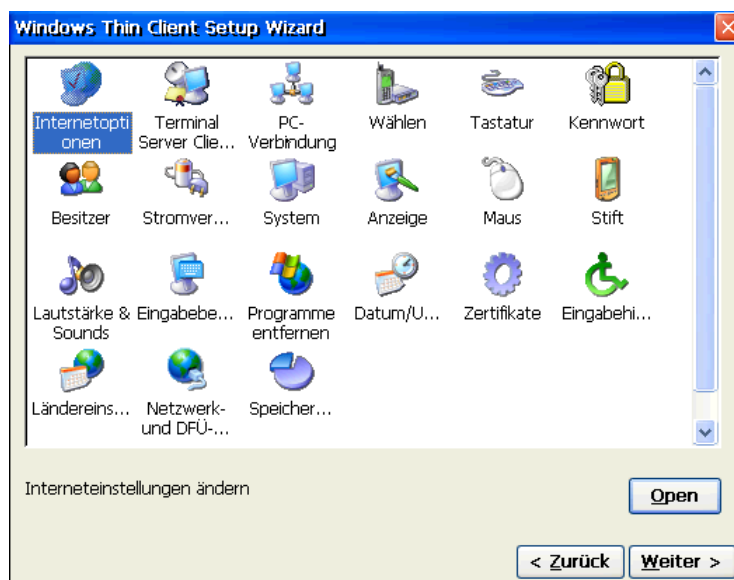 Windows Thin Client Setup Wizard
Internetopti
onen
Terminal
Server Clie...
PC-
Verbindung
Wählen
Tastatur
Kennwort
Besitzer
Stromver...
System
Anzeige
Maus
Stift
Lautstärke &
Sounds
Eingabebe...
Programme
entfernen
Datum/U...
Zertifikate
Eingabehi...
Ländereins...
Netzwerk-
und DFÜ-...
Speicher...
Interneteinstellungen ändern
Open
< Zurück
Weiter >